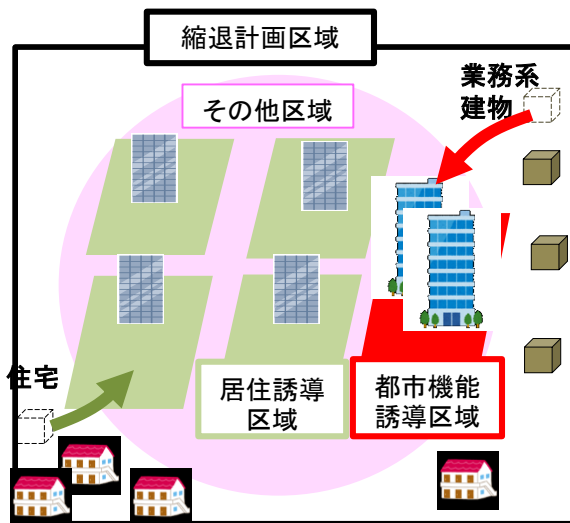 縮退計画区域
業務系
建物
その他区域
住宅
居住誘導
区域
都市機能
誘導区域